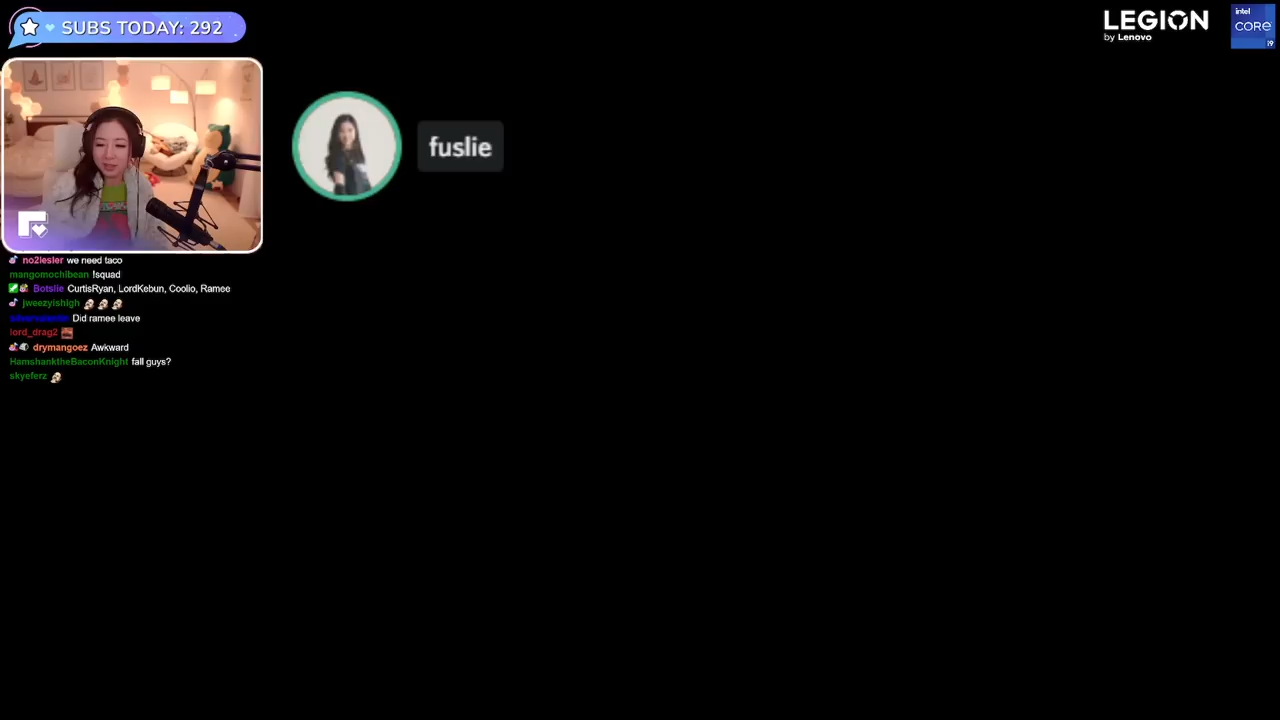 SUBS TODAY: 292
LEGION
by Lenovo
intel
CORE
i9
fuslie
no2lesler we need taco
mangomochibean !squad
Botslie CurtisRyan, LordKebun, Coolio, Ramee
jweezyishigh
Did ramee leave
lord_drag2
drymangoez Awkward
HamshanktheBaconKnight fall guys?
skyeferz